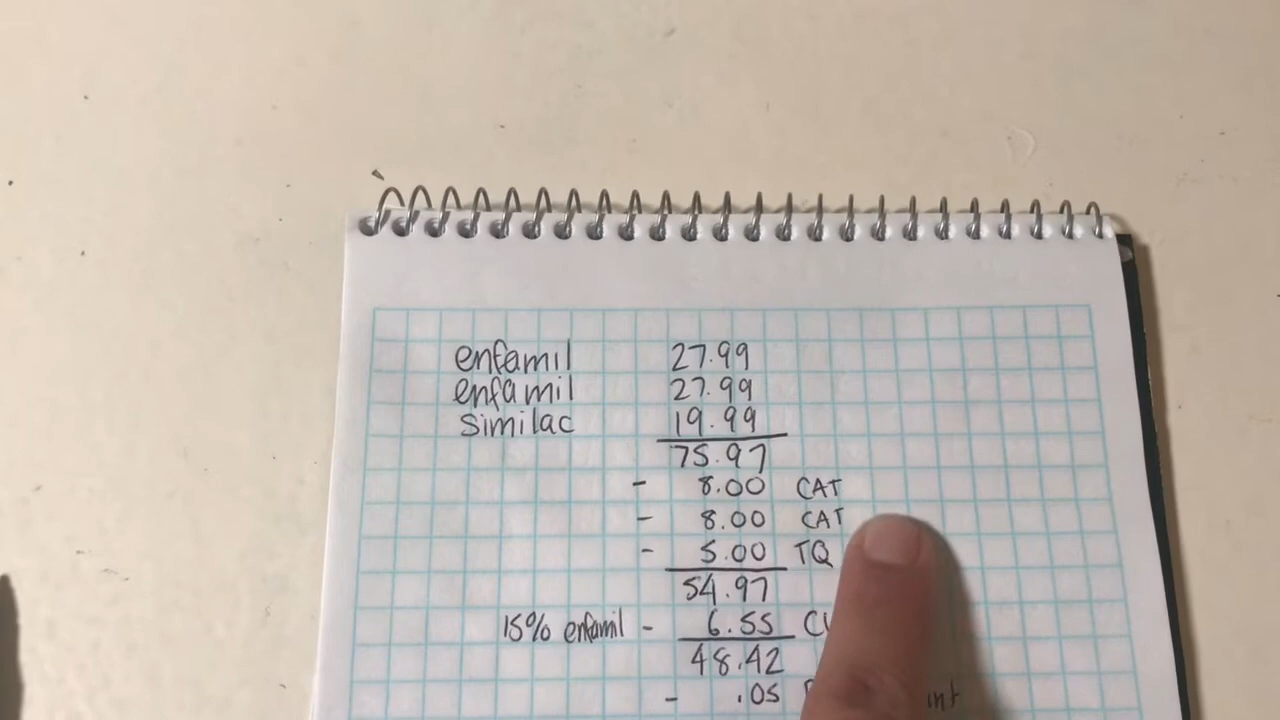 enfamil 27.99
enfamil 27.99
similac 19.99
75.97
- 8.00 CAT
- 8.00 CAT
- 5.00 TQ
54.97
15% enfamil - 6.55
48.42
- .05